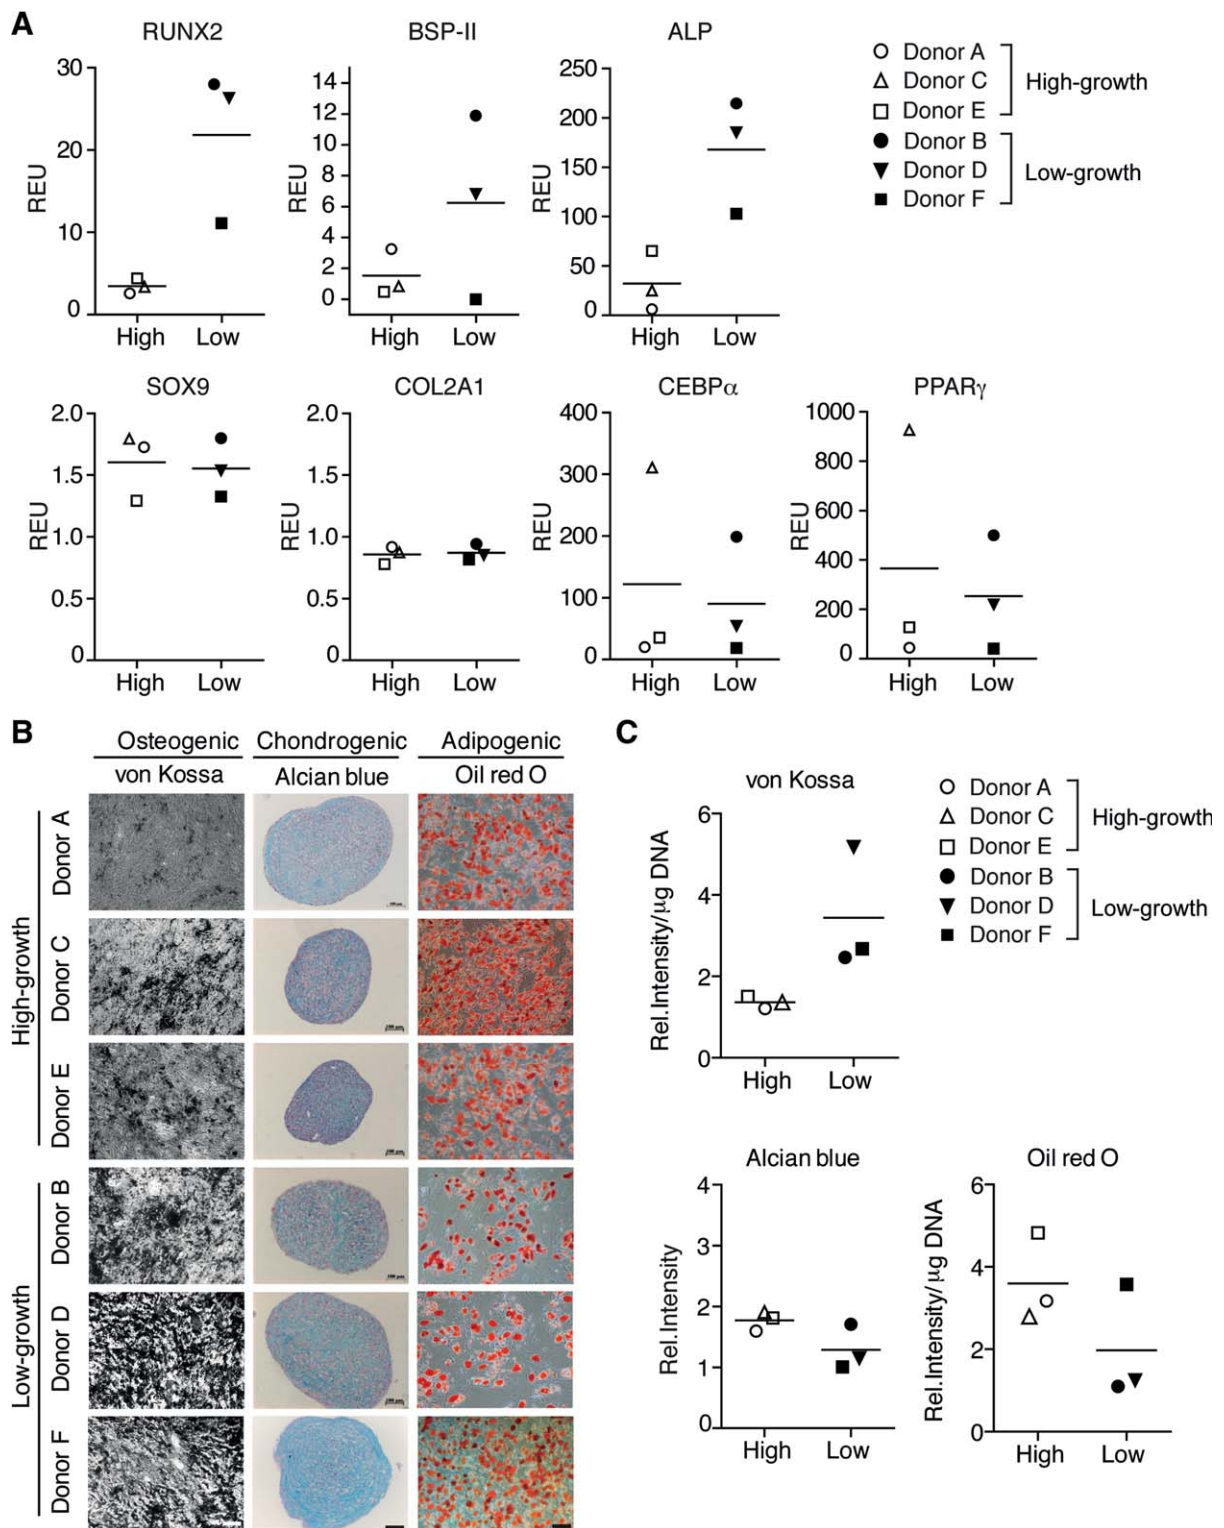 A
RUNX2 BSP-II ALP
30
20
10
0
REU
High Low
14
12
10
8
6
4
2
0
REU
High Low
250
200
150
100
50
0
REU
High Low
Donor A
Donor C
Donor E
High-growth
Donor B
Donor D
Donor F
Low-growth
SOX9 COL2A1 CEBPα PPARγ
2.0
1.5
1.0
0.5
0
REU
High Low
2.0
1.5
1.0
0.5
0
REU
High Low
400
300
200
100
0
REU
High Low
1000
800
600
400
200
0
REU
High Low
B
Osteogenic Chondrogenic Adipogenic
von Kossa Alcian blue Oil red O
High-growth
Donor A
Donor C
Donor E
Low-growth
Donor B
Donor D
Donor F
C
von Kossa
6
4
2
0
Rel.Intensity/μg DNA
High Low
Donor A
Donor C
Donor E
High-growth
Donor B
Donor D
Donor F
Low-growth
Alcian blue
4
3
2
1
0
Rel.Intensity
High Low
Oil red O
6
4
2
0
Rel.Intensity/μg DNA
High Low